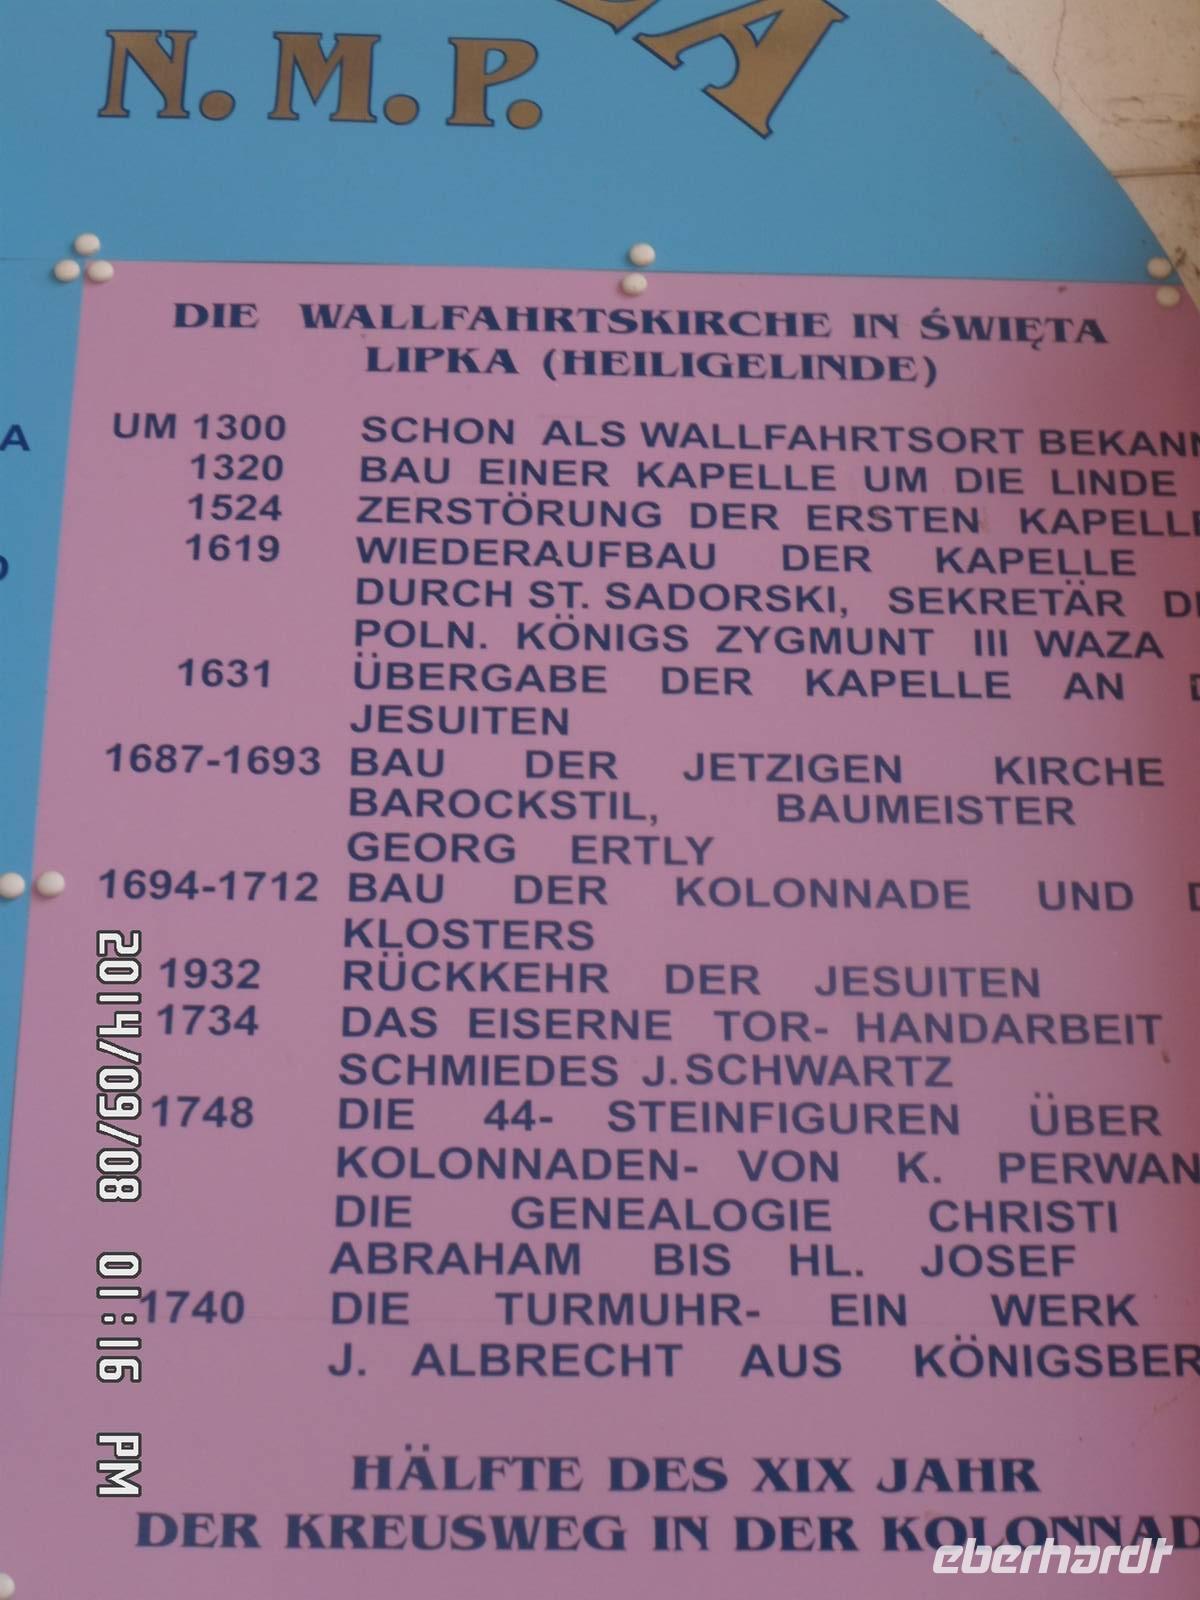 N. M. P.
DIE WALLFAHRTSKIRCHE IN ŚWIĘTA
LIPKA (HEILIGELINDE)
UM 1300 SCHON ALS WALLFAHRTSORT BEKANN
1320 BAU EINER KAPELLE UM DIE LINDE
1524 ZERSTÖRUNG DER ERSTEN KAPELLE
1619 WIEDERAUFBAU DER KAPELLE
DURCH ST. SADORSKI, SEKRETÄR
POLN. KÖNIGS ZYGMUNT III WAZA
1631 ÜBERGABE DER KAPELLE AN
JESUITEN
1687-1693 BAU DER JETZIGEN KIRCHE
BAROCKSTIL, BAUMEISTER
GEORG ERTLY
1694-1712 BAU DER KOLONNADE UND
KLOSTERS
1932 RÜCKKEHR DER JESUITEN
1734 DAS EISERNE TOR- HANDARBEIT
SCHMIEDES J.SCHWARTZ
1748 DIE 44- STEINFIGUREN ÜBER
KOLONNADEN- VON K. PERWAN
DIE GENEALOGIE CHRISTI
ABRAHAM BIS HL. JOSEF
1740 DIE TURMUHR- EIN WERK
J. ALBRECHT AUS KÖNIGSBER
HÄLFTE DES XIX JAHR
DER KREUSWEG IN DER KOLONNAD
2014/09/08 01:16 PM
eberhardt